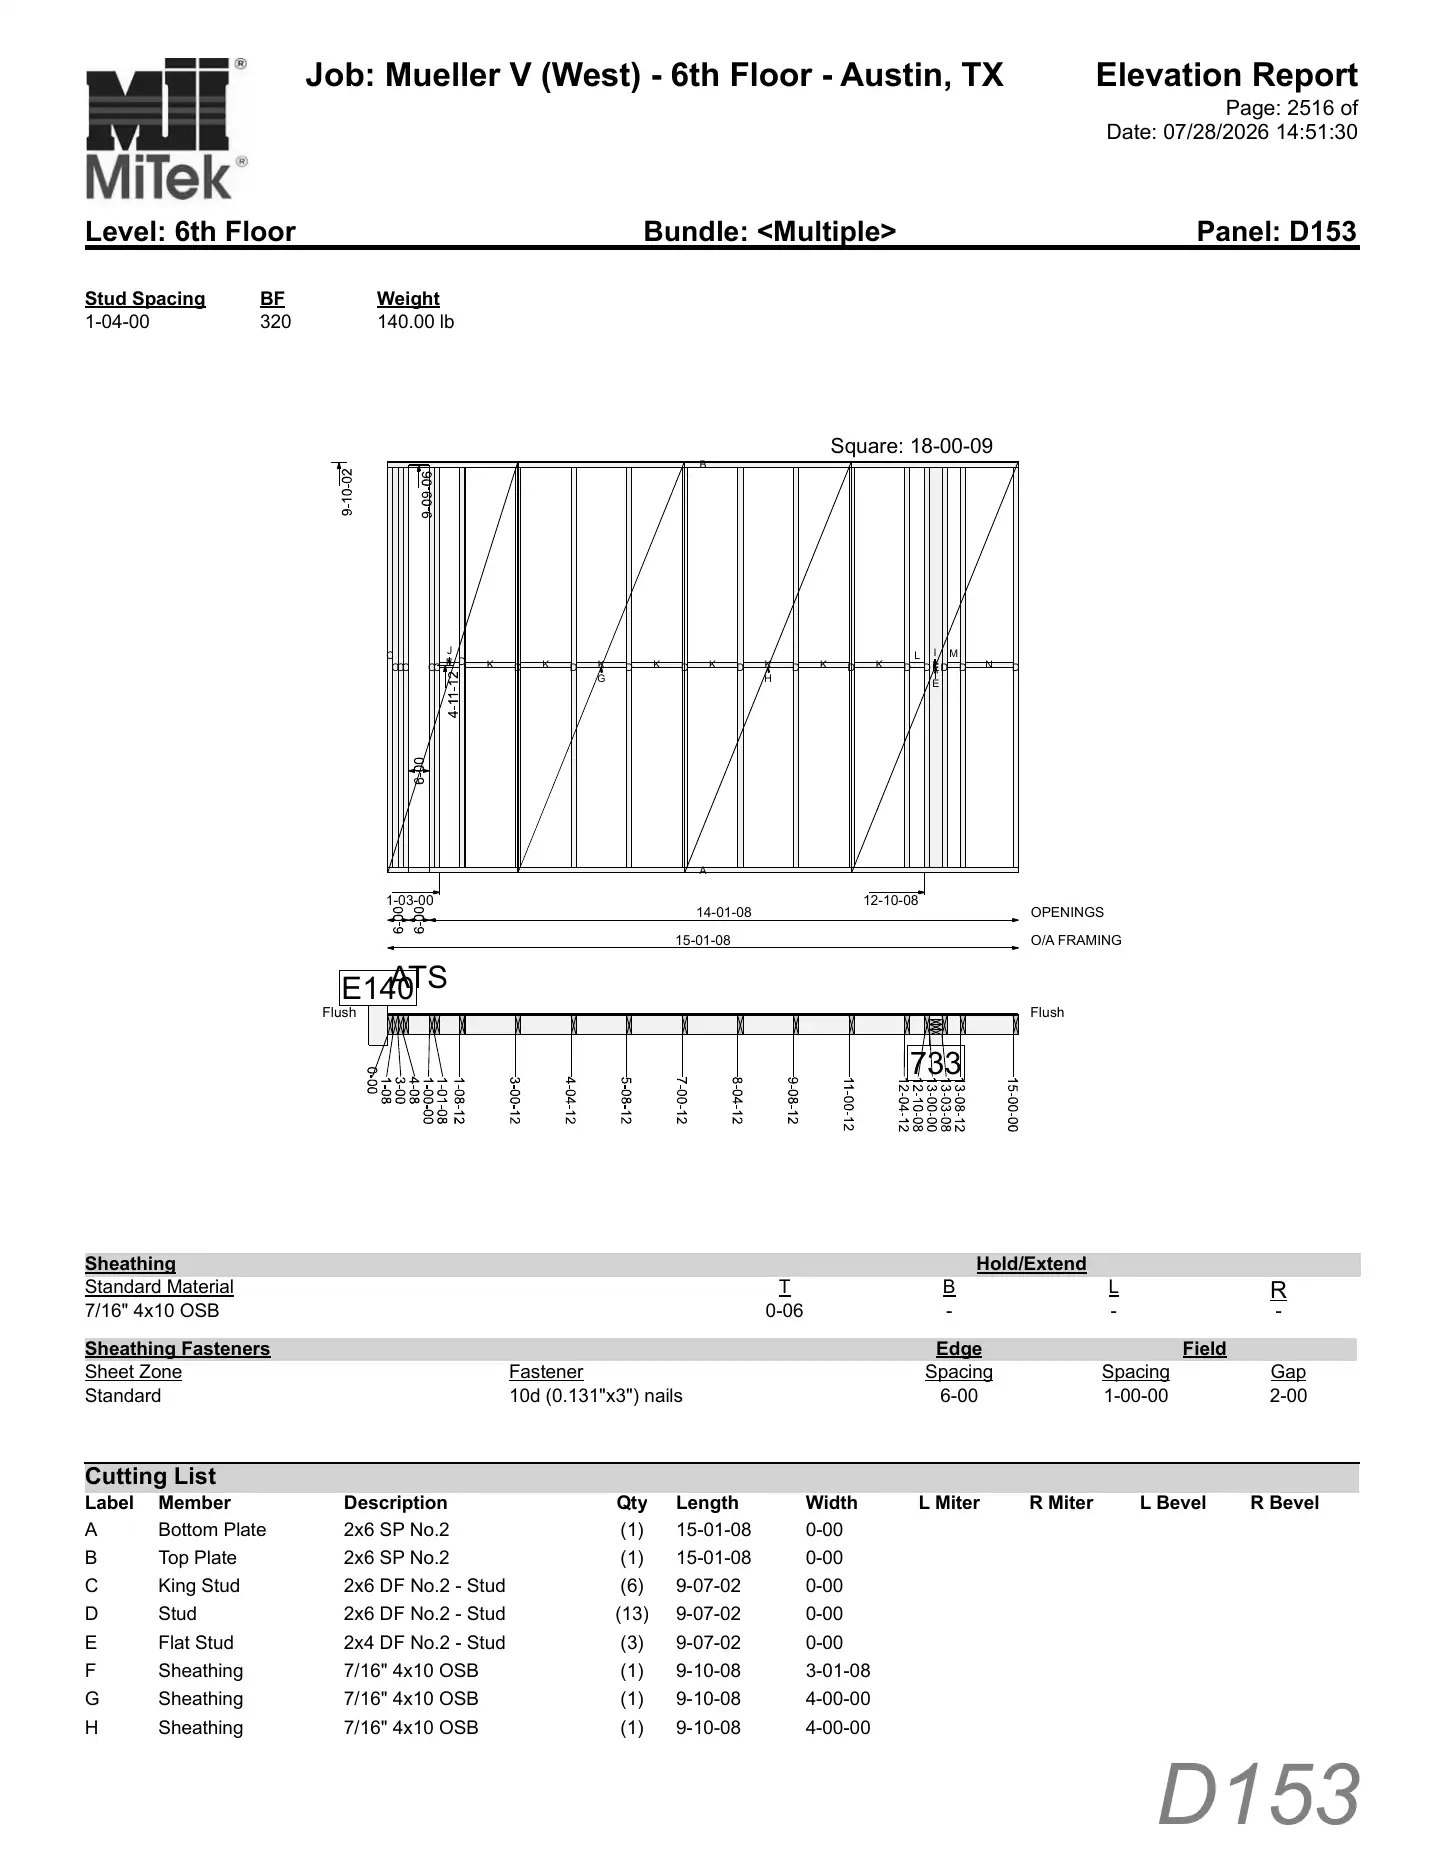 Job: Mueller V (West) - 6th Floor - Austin, TX
Elevation Report
Page: 2516 of
Date: 07/28/2026 14:51:30
MiTek
Level: 6th Floor Bundle: <Multiple> Panel: D153
Stud Spacing BF Weight
1-04-00 320 140.00 lb
Square: 18-00-09
B
9-10-02
9-09-06
J
L I M
C K K K K K K K N
G H E
4-11-12
6-00
A
1-03-00 12-10-08
6-00 6-00 14-01-08 OPENINGS
15-01-08 O/A FRAMING
ATS
E140
Flush Flush
733
0-00 1-08 3-00 4-08 1-00-00 1-01-08 1-08-12 3-00-12 4-04-12 5-08-12 7-00-12 8-04-12 9-08-12 11-00-12 12-04-12 12-10-08 13-00-00 13-03-08 13-08-12 15-00-00
Sheathing Hold/Extend
Standard Material T B L R
7/16" 4x10 OSB 0-06 - - -
Sheathing Fasteners Edge Field
Sheet Zone Fastener Spacing Spacing Gap
Standard 10d (0.131"x3") nails 6-00 1-00-00 2-00
Cutting List
Label Member Description Qty Length Width L Miter R Miter L Bevel R Bevel
A Bottom Plate 2x6 SP No.2 (1) 15-01-08 0-00
B Top Plate 2x6 SP No.2 (1) 15-01-08 0-00
C King Stud 2x6 DF No.2 - Stud (6) 9-07-02 0-00
D Stud 2x6 DF No.2 - Stud (13) 9-07-02 0-00
E Flat Stud 2x4 DF No.2 - Stud (3) 9-07-02 0-00
F Sheathing 7/16" 4x10 OSB (1) 9-10-08 3-01-08
G Sheathing 7/16" 4x10 OSB (1) 9-10-08 4-00-00
H Sheathing 7/16" 4x10 OSB (1) 9-10-08 4-00-00
D153